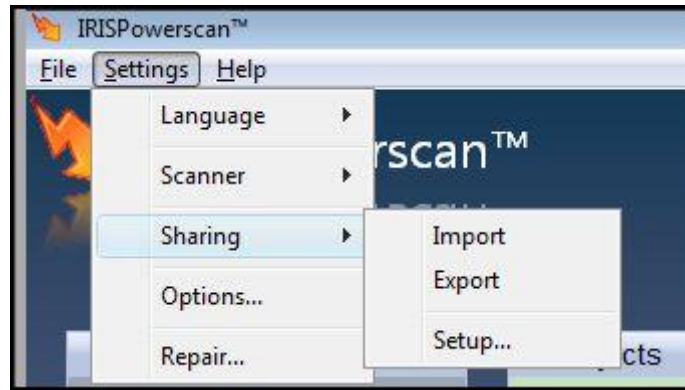 IRISPowerscan™
File Settings Help
Language
rscan™
Scanner
Sharing
Import
Export
Options...
Setup...
Repair...
cts